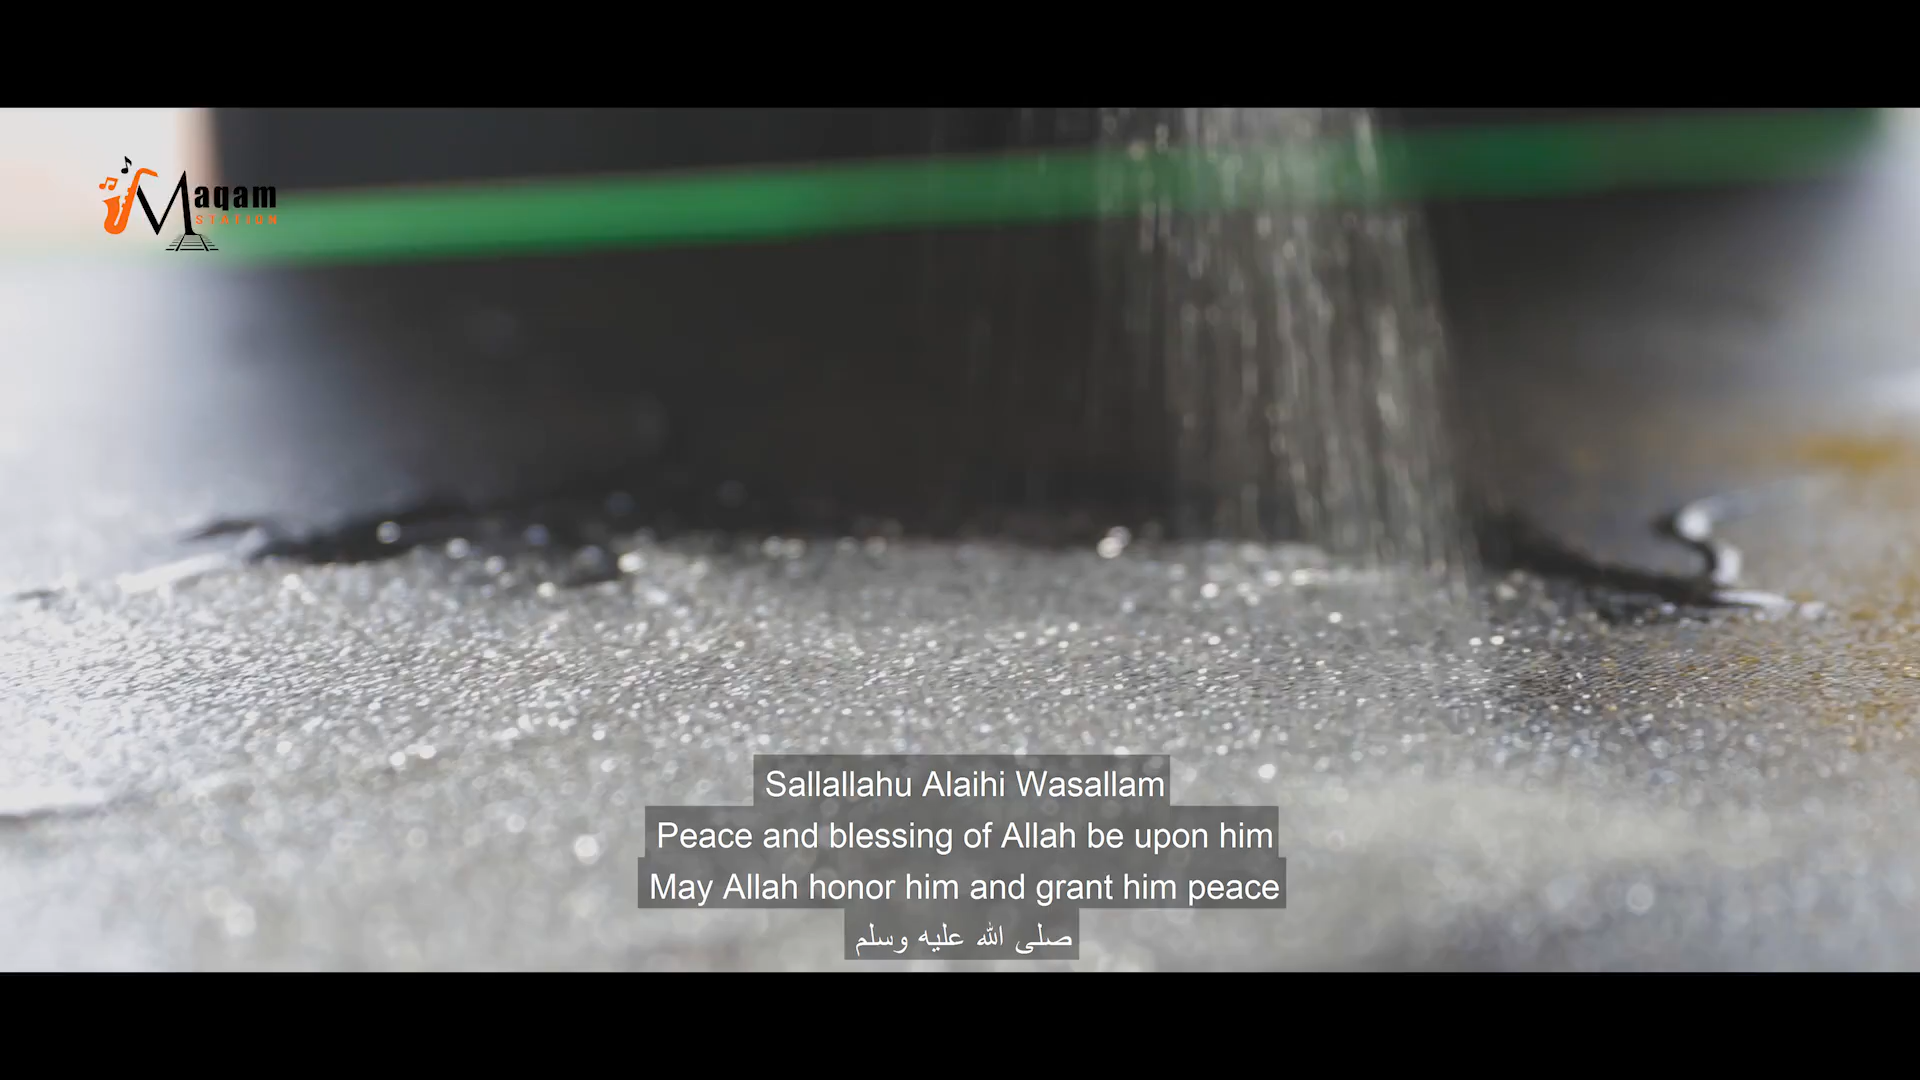 Maqam
STATION
Sallallahu Alaihi Wasallam
Peace and blessing of Allah be upon him
May Allah honor him and grant him peace
صلى الله عليه وسلم